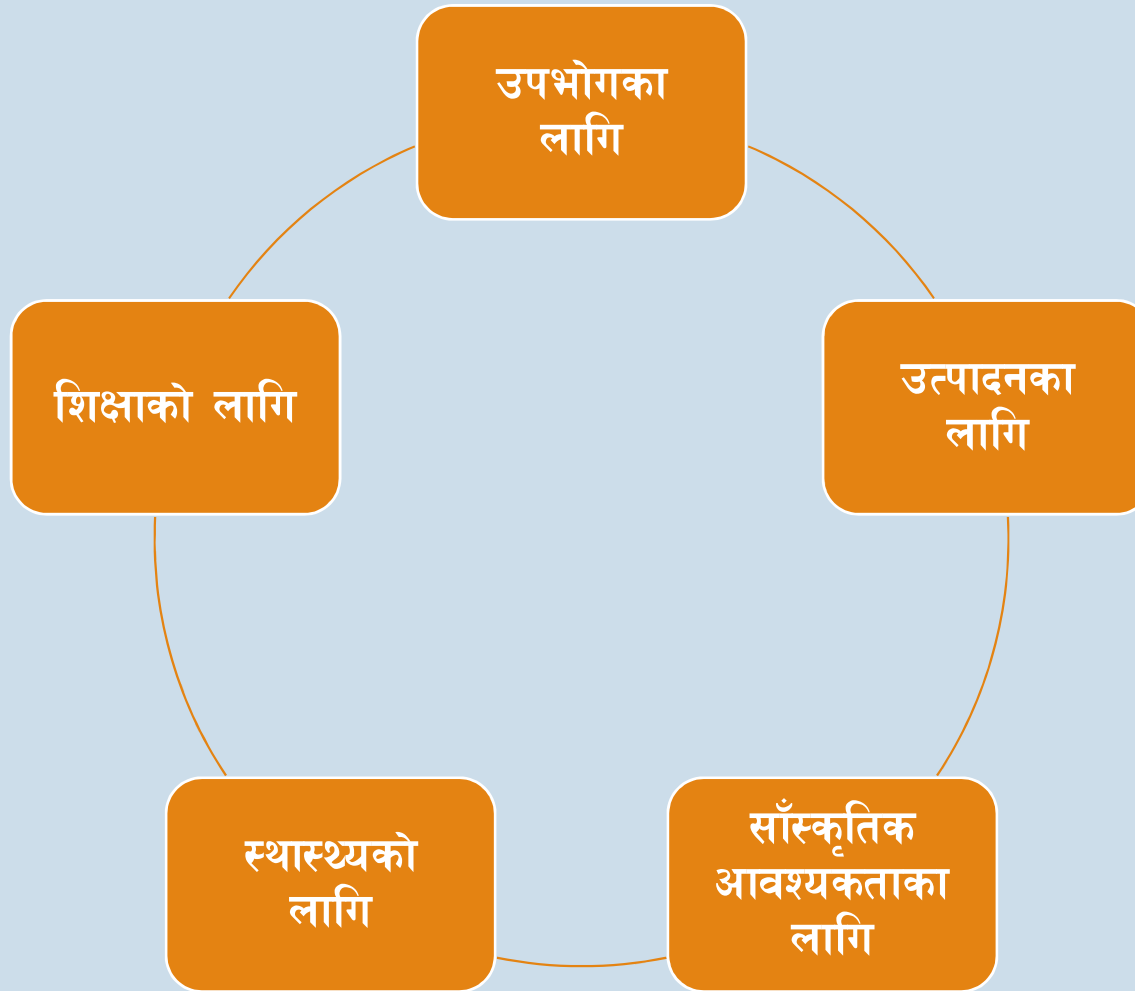 उपभोगका
लागि
उत्पादनका
लागि
साँस्कृतिक
आवश्यकताका
लागि
स्थास्थ्यको
लागि
शिक्षाको लागि